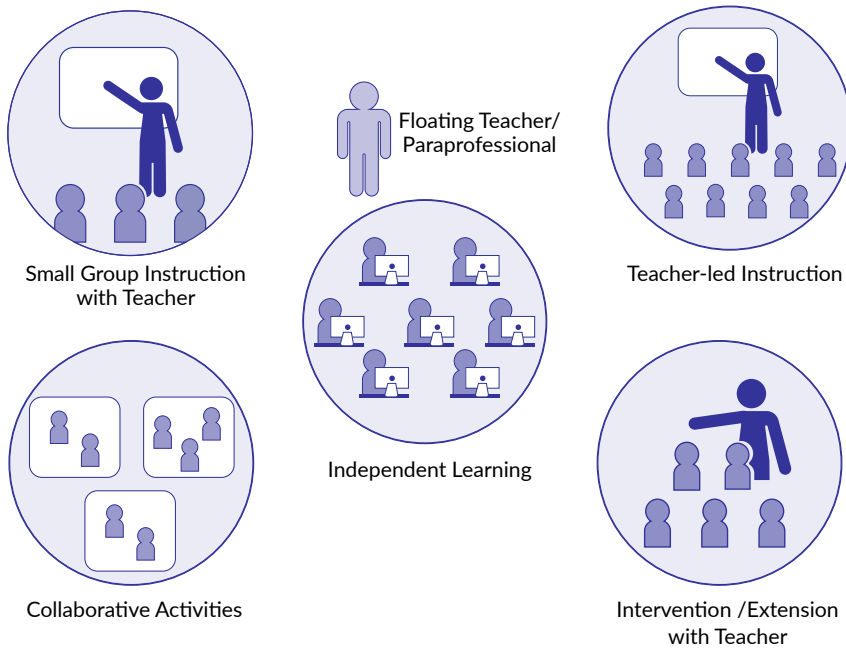 Floating Teacher/
Paraprofessional
Small Group Instruction
with Teacher
Teacher-led Instruction
Independent Learning
Collaborative Activities
Intervention /Extension
with Teacher